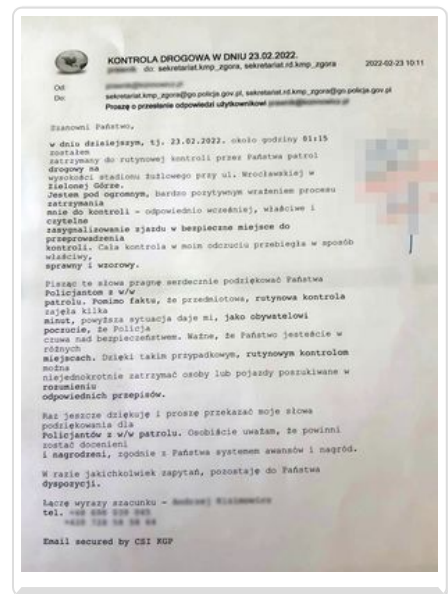 KONTROLA DROGOWA W DNIU 23.02.2022.
do: sekretariat.kmp_zgora, sekretariat.rd.kmp_zgora
2022-02-23 10:11
Od:
Do: sekretariat.kmp_zgora@go.policja.gov.pl, sekretariat.rd.kmp_zgora@go.policja.gov.pl
Proszę o przesłanie odpowiedzi użytkownikowi
Szanowni Państwo,
w dniu dzisiejszym, tj. 23.02.2022. około godziny 01:15
zostałem
zatrzymany do rutynowej kontroli przez Państwa patrol
drogowy na
wysokości stadionu żużlowego przy ul. Wrocławskiej w
Zielonej Górze.
Jestem pod ogromnym, bardzo pozytywnym wrażeniem procesu
zatrzymania
mnie do kontroli - odpowiednio wcześniej, właściwe i
czytelne
zasygnalizowanie zjazdu w bezpieczne miejsce do
przeprowadzenia
kontroli. Cała kontrola w moim odczuciu przebiegła w sposób
właściwy,
sprawny i wzorowy.
Pisząc te słowa pragnę serdecznie podziękować Państwa
Policjantom z w/w
patrolu. Pomimo faktu, że przedmiotowa, rutynowa kontrola
zajęła kilka
minut, powyższa sytuacja daje mi, jako obywatelowi
poczucie, że Policja
czuwa nad bezpieczeństwem. Ważne, że Państwo jesteście w
różnych
miejscach. Dzięki takim przypadkowym, rutynowym kontrolom
można
niejednokrotnie zatrzymać osoby lub pojazdy poszukiwane w
rozumieniu
odpowiednich przepisów.
Raz jeszcze dziękuję i proszę przekazać moje słowa
podziękowania dla
Policjantów z w/w patrolu. Osobiście uważam, że powinni
zostać docenieni
i nagrodzeni, zgodnie z Państwa systemem awansów i nagród.
W razie jakichkolwiek zapytań, pozostaję do Państwa
dyspozycji.
Łączę wyrazy szacunku -
tel.
Email secured by CSI KGP